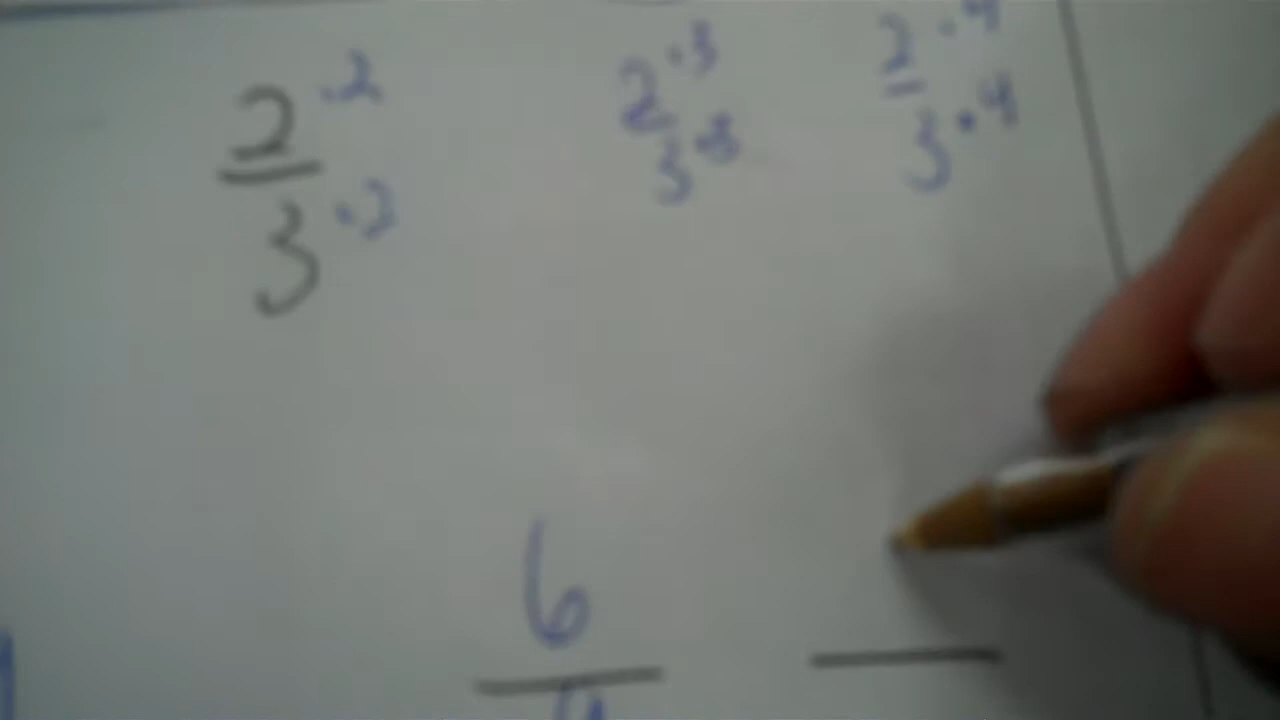 2 · 2
3 · 2
2 · 3
3 · 3
2 · 4
3 · 4
6